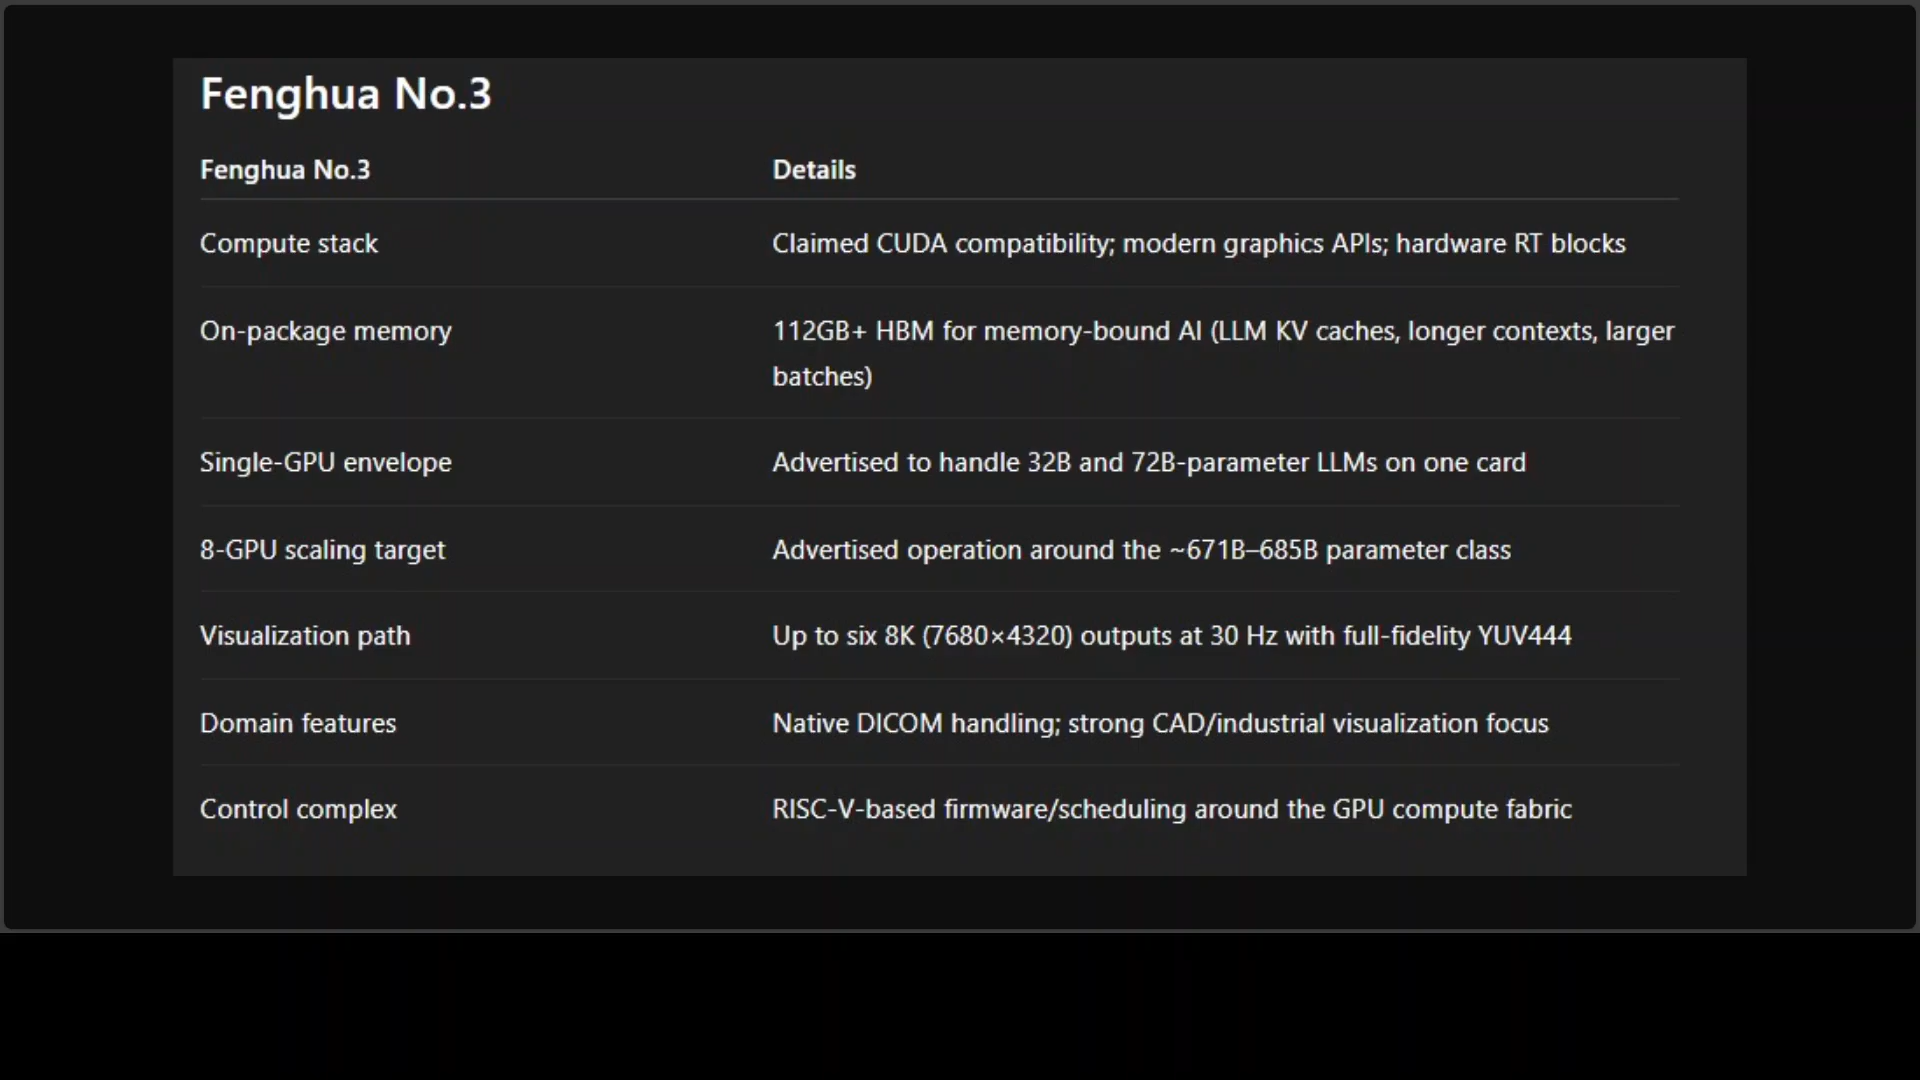 Fenghua No.3
Fenghua No.3 Details
Compute stack Claimed CUDA compatibility; modern graphics APIs; hardware RT blocks
On-package memory 112GB+ HBM for memory-bound AI (LLM KV caches, longer contexts, larger
batches)
Single-GPU envelope Advertised to handle 32B and 72B-parameter LLMs on one card
8-GPU scaling target Advertised operation around the ~671B–685B parameter class
Visualization path Up to six 8K (7680×4320) outputs at 30 Hz with full-fidelity YUV444
Domain features Native DICOM handling; strong CAD/industrial visualization focus
Control complex RISC-V-based firmware/scheduling around the GPU compute fabric